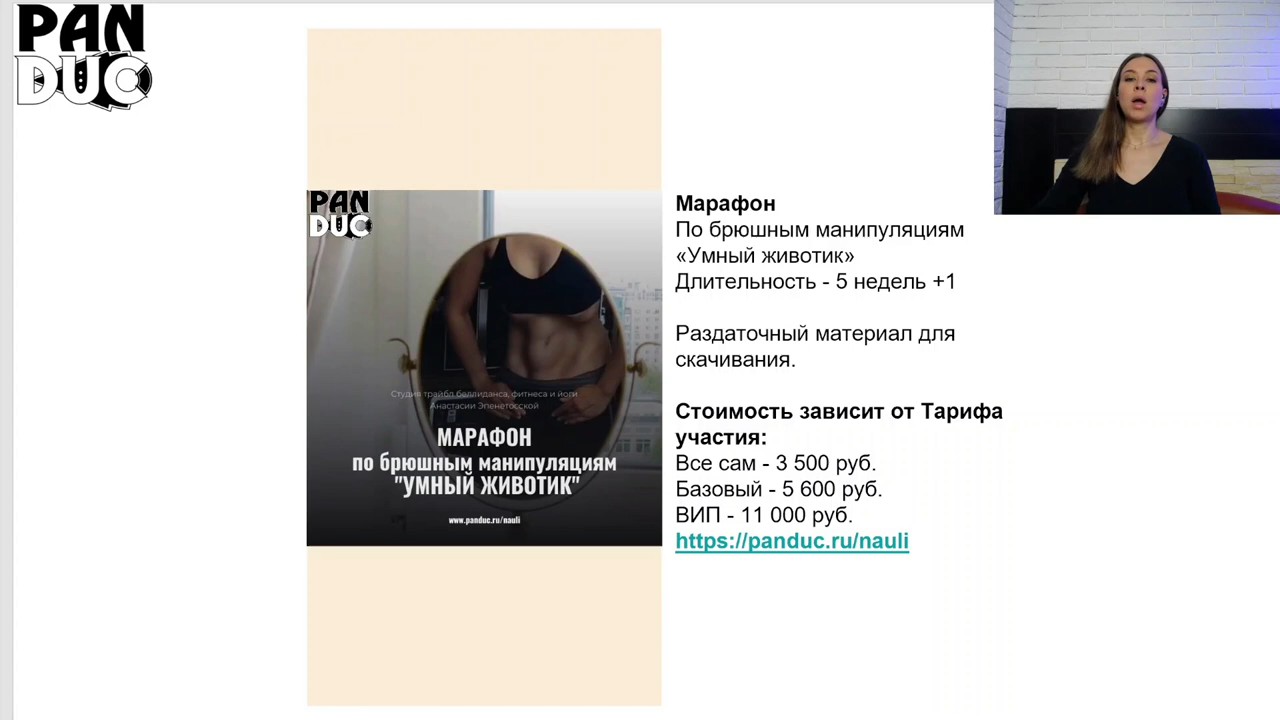 PAN
DUC
PAN
DUC
Студия трайбл беллиданса, фитнеса и йоги
Анастасии Эпенетосской
МАРАФОН
по брюшным манипуляциям
"УМНЫЙ ЖИВОТИК"
www.panduc.ru/nauli
Марафон
По брюшным манипуляциям
«Умный животик»
Длительность - 5 недель +1
Раздаточный материал для
скачивания.
Стоимость зависит от Тарифа
участия:
Все сам - 3 500 руб.
Базовый - 5 600 руб.
ВИП - 11 000 руб.
https://panduc.ru/nauli